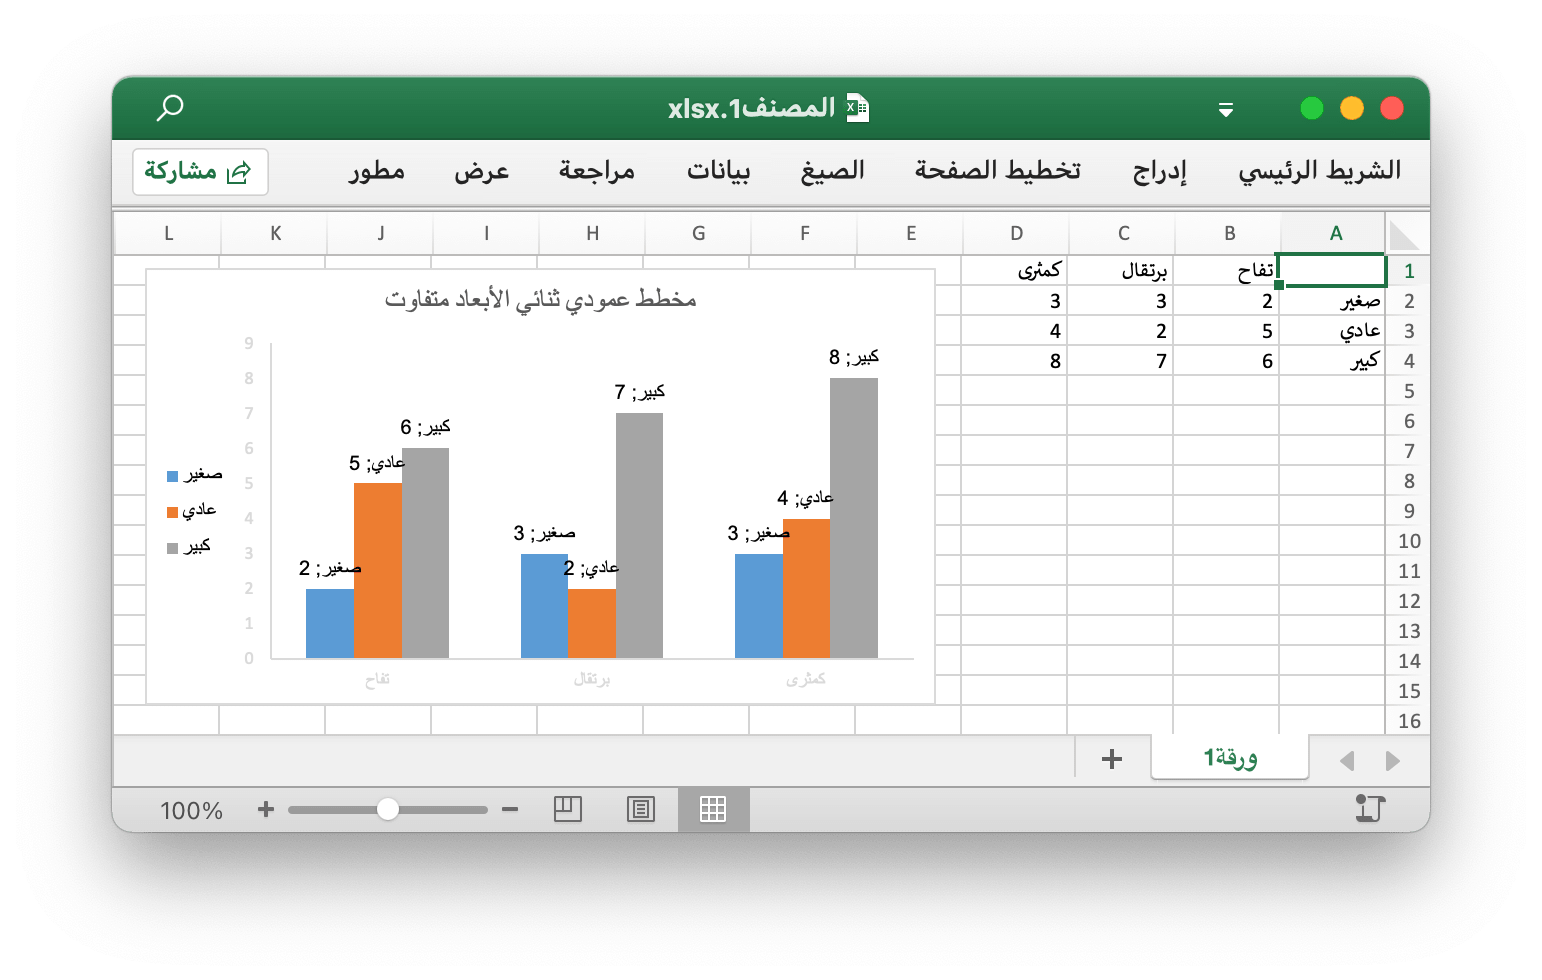 المصنف1.xlsx
الشريط الرئيسي إدراج تخطيط الصفحة الصيغ بيانات مراجعة عرض مطور مشاركة
A B C D E F G H I J K L
1 تفاح برتقال كمثرى
2 صغير 2 3 3
3 عادي 5 2 4
4 كبير 6 7 8
5
6
7
8
9
10
11
12
13
14
15
16
مخطط عمودي ثنائي الأبعاد متفاوت
9
8
7
6
5
4
3
2
1
0
صغير; 2
عادي; 5
كبير; 6
صغير; 3
عادي; 2
كبير; 7
صغير; 3
عادي; 4
كبير; 8
تفاح برتقال كمثرى
صغير
عادي
كبير
ورقة1
100%